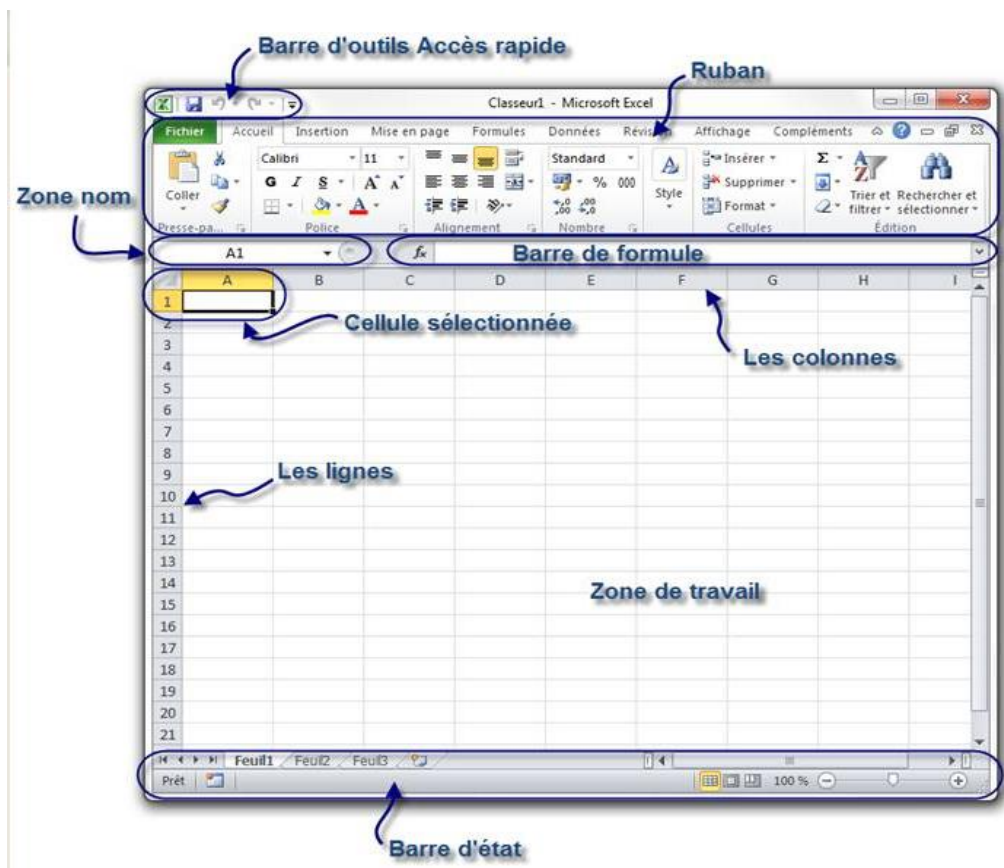 Barre d'outils Accès rapide
Ruban
Classeur1 - Microsoft Excel
Fichier Accueil Insertion Mise en page Formules Données Affichage Compléments
Calibri 11 Standard Insérer Σ
Coller G I S A A % 000 Style Supprimer Trier et Rechercher et
Format filtrer sélectionner
Presse-pa... Police Alignement Nombre Cellules Édition
Zone nom
A1 fx Barre de formule
A B C D E F G H I
1
2 Cellule sélectionnée
3
4 Les colonnes
5
6
7
8
9 Les lignes
10
11
12
13
14 Zone de travail
15
16
17
18
19
20
21
Feuil1 Feuil2 Feuil3
Prêt 100 %
Barre d'état